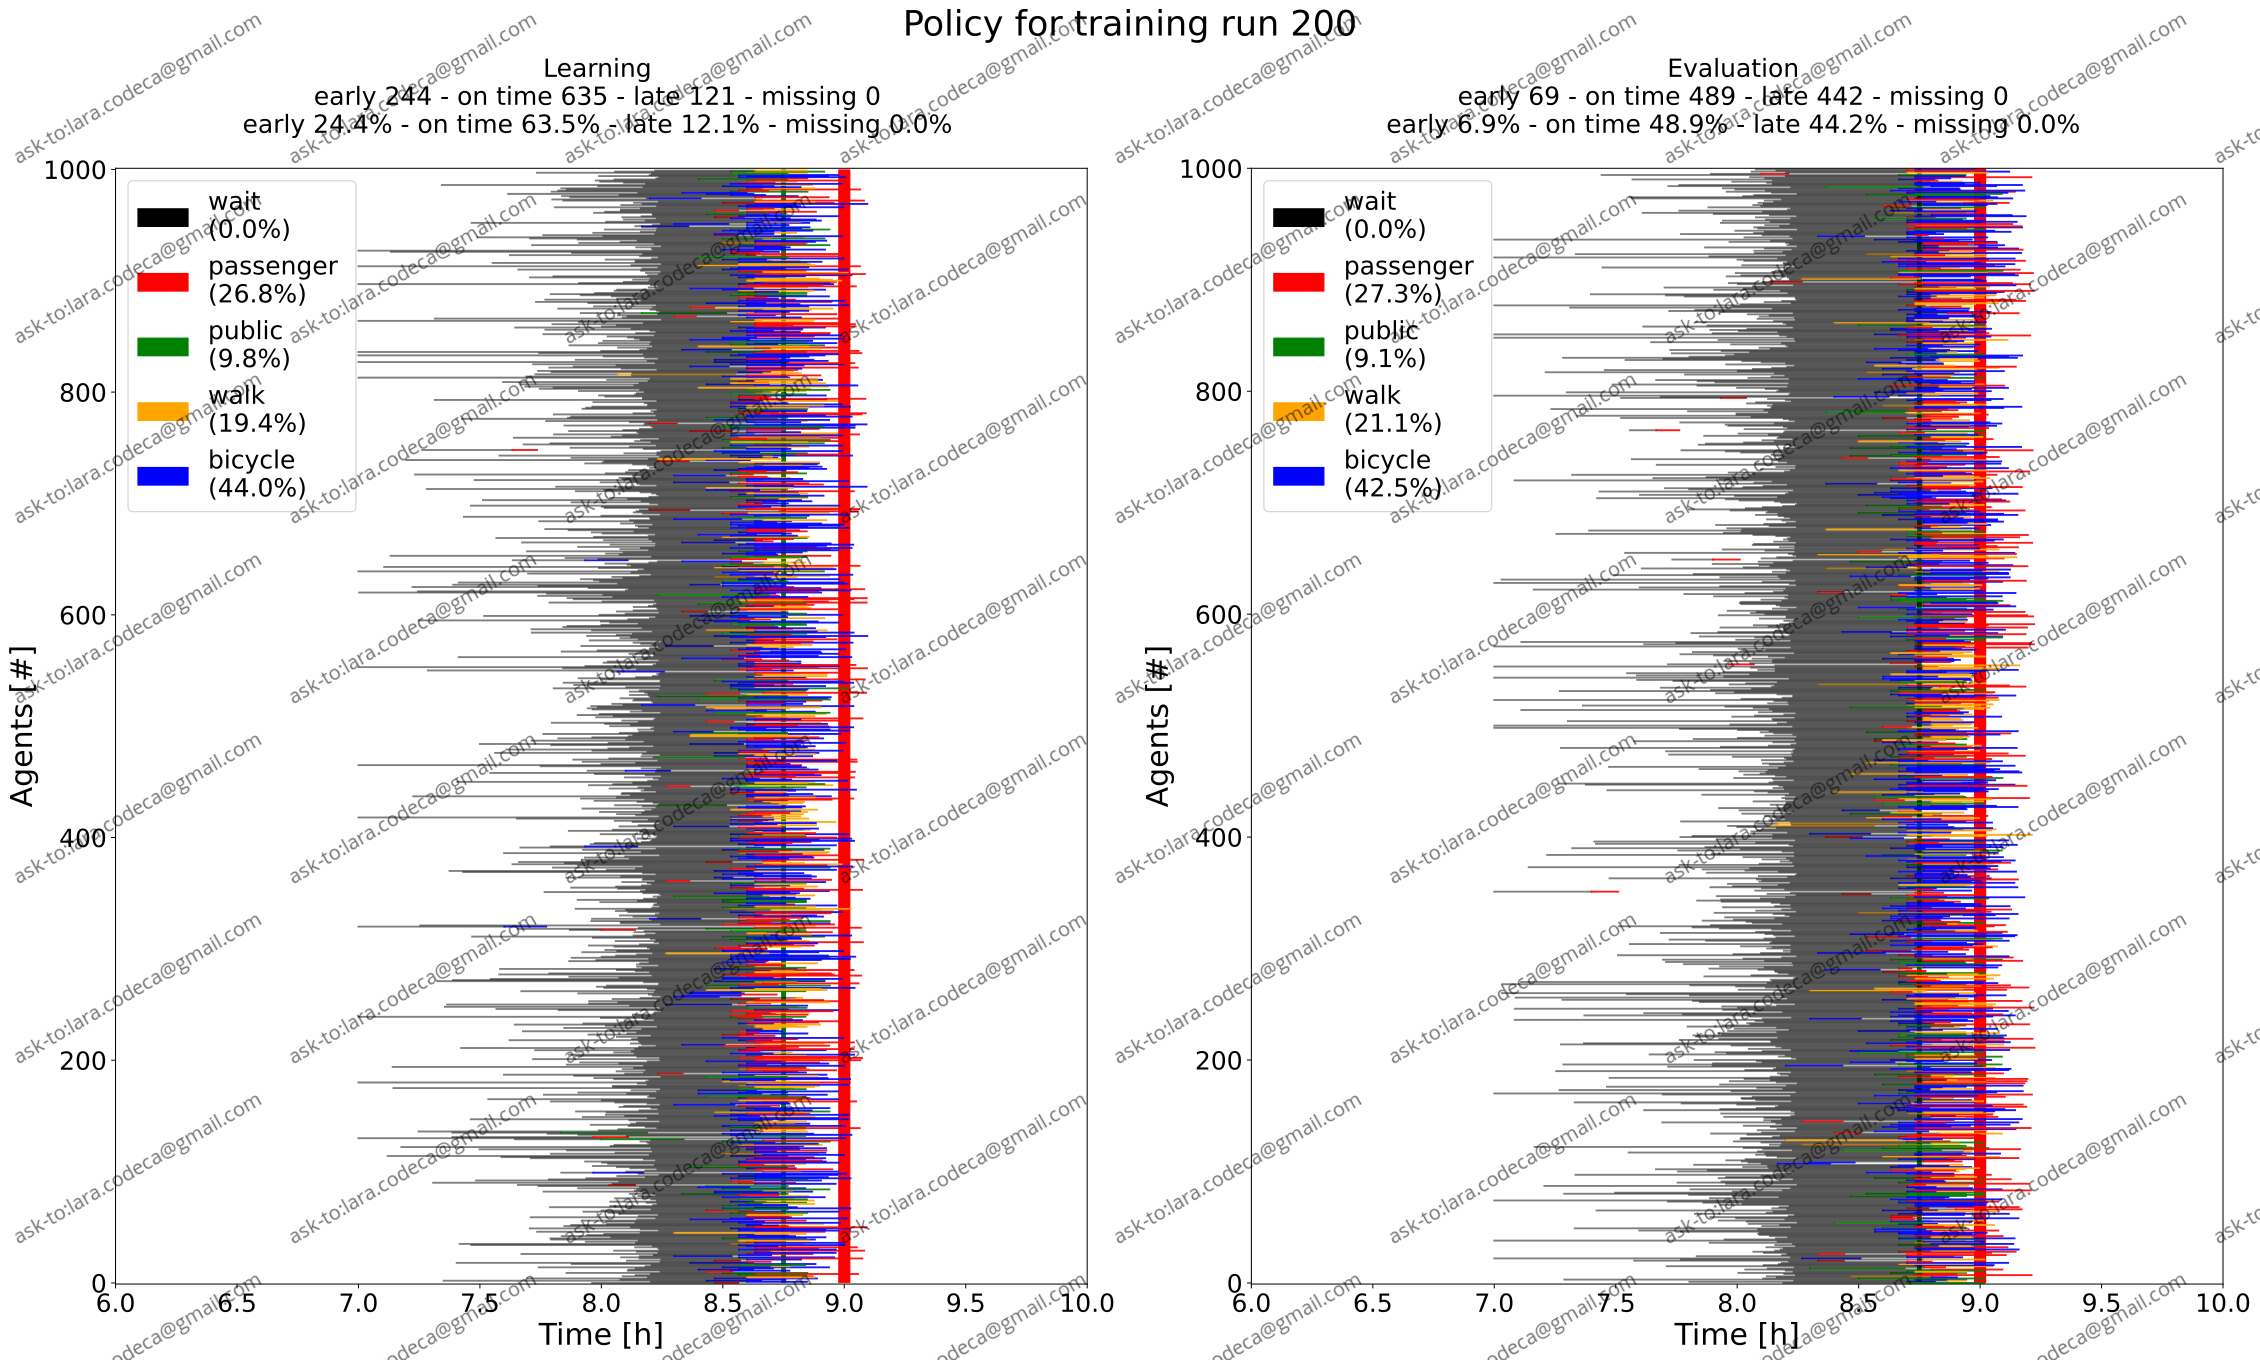 Policy for training run 200
Learning
early 244 - on time 635 - late 121 - missing 0
early 24.4% - on time 63.5% - late 12.1% - missing 0.0%
1000
800
600
400
200
0
Agents [#]
wait
(0.0%)
passenger
(26.8%)
public
(9.8%)
walk
(19.4%)
bicycle
(44.0%)
6.0 6.5 7.0 7.5 8.0 8.5 9.0 9.5 10.0
Time [h]
Evaluation
early 69 - on time 489 - late 442 - missing 0
early 6.9% - on time 48.9% - late 44.2% - missing 0.0%
1000
800
600
400
200
0
Agents [#]
wait
(0.0%)
passenger
(27.3%)
public
(9.1%)
walk
(21.1%)
bicycle
(42.5%)
6.0 6.5 7.0 7.5 8.0 8.5 9.0 9.5 10.0
Time [h]
ask-to:lara.codeca@gmail.com